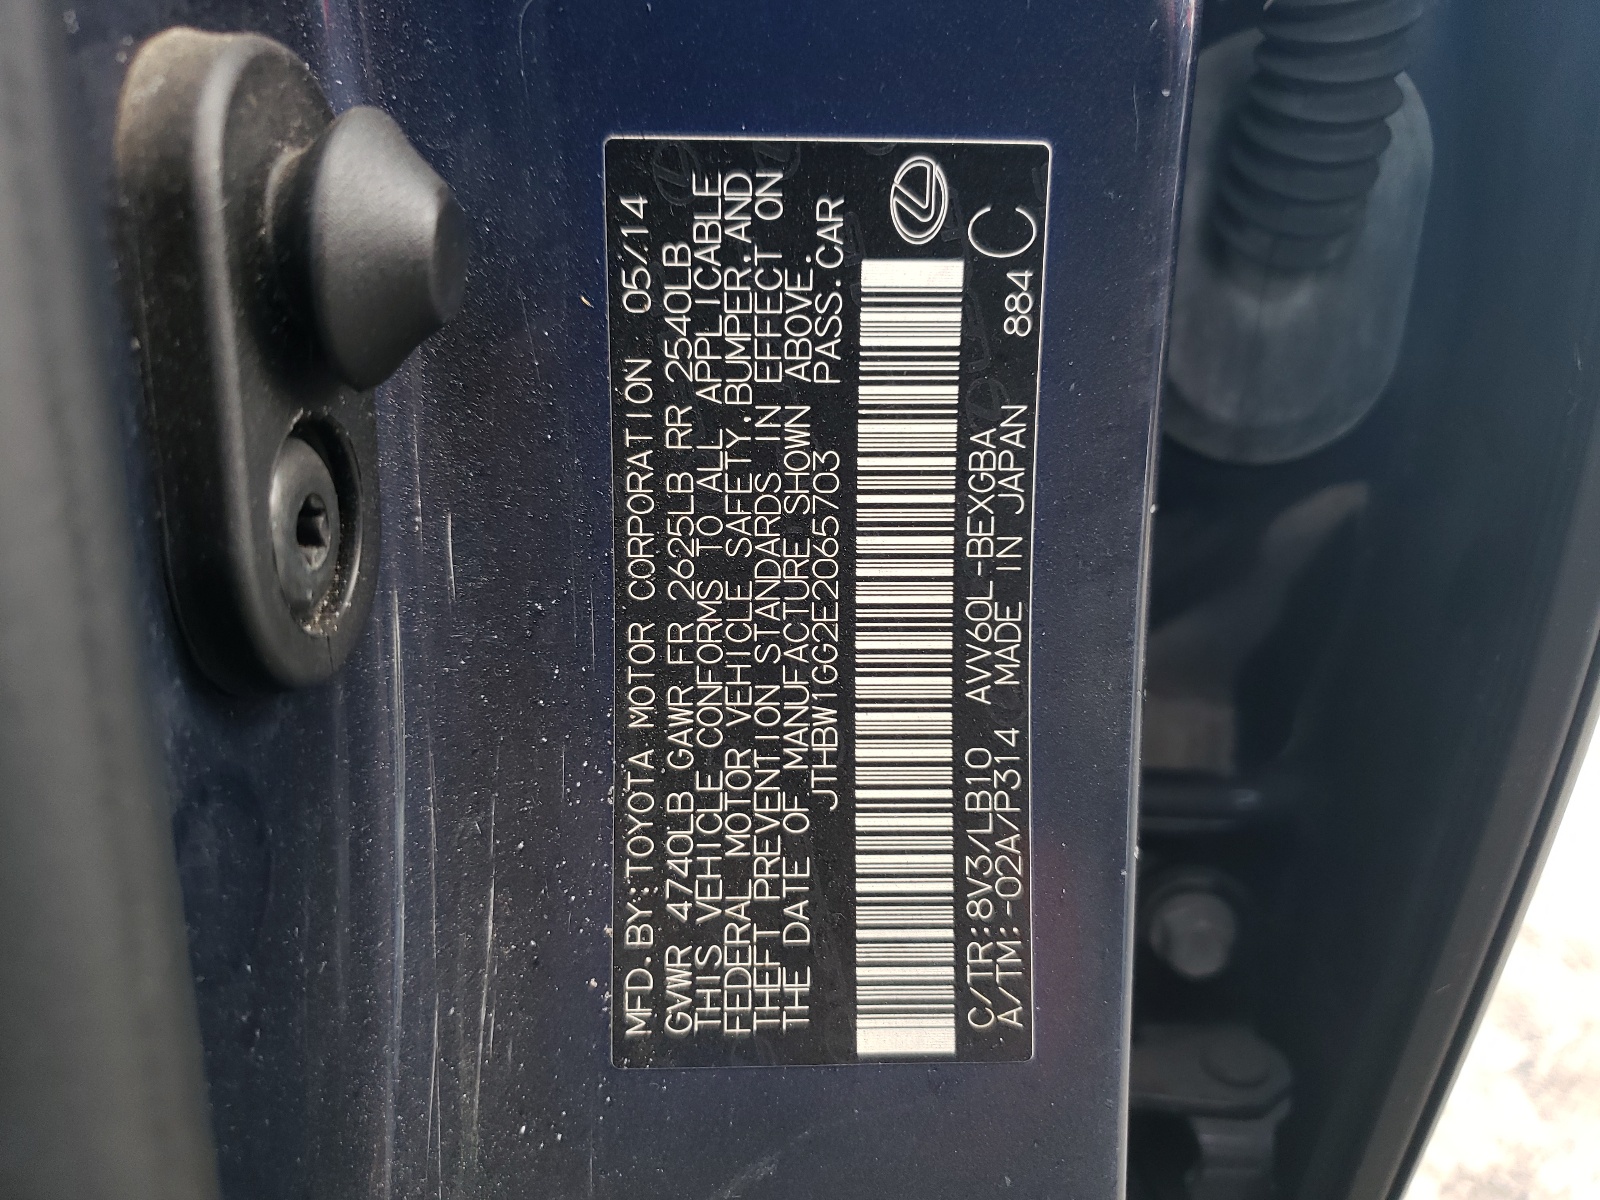 MFD.BY:TOYOTA MOTOR CORPORATION 05/14
GVWR 4740LB GAWR FR 2625LB RR 2540LB
THIS VEHICLE CONFORMS TO ALL APPLICABLE
FEDERAL MOTOR VEHICLE SAFETY,BUMPER,AND
THEFT PREVENTION STANDARDS IN EFFECT ON
THE DATE OF MANUFACTURE SHOWN ABOVE.
JTHBW1GG2E2065703 PASS.CAR
C/TR:8V3/LB10 AVV60L-BEXGBA
A/TM:-02A/P314 MADE IN JAPAN 884 C